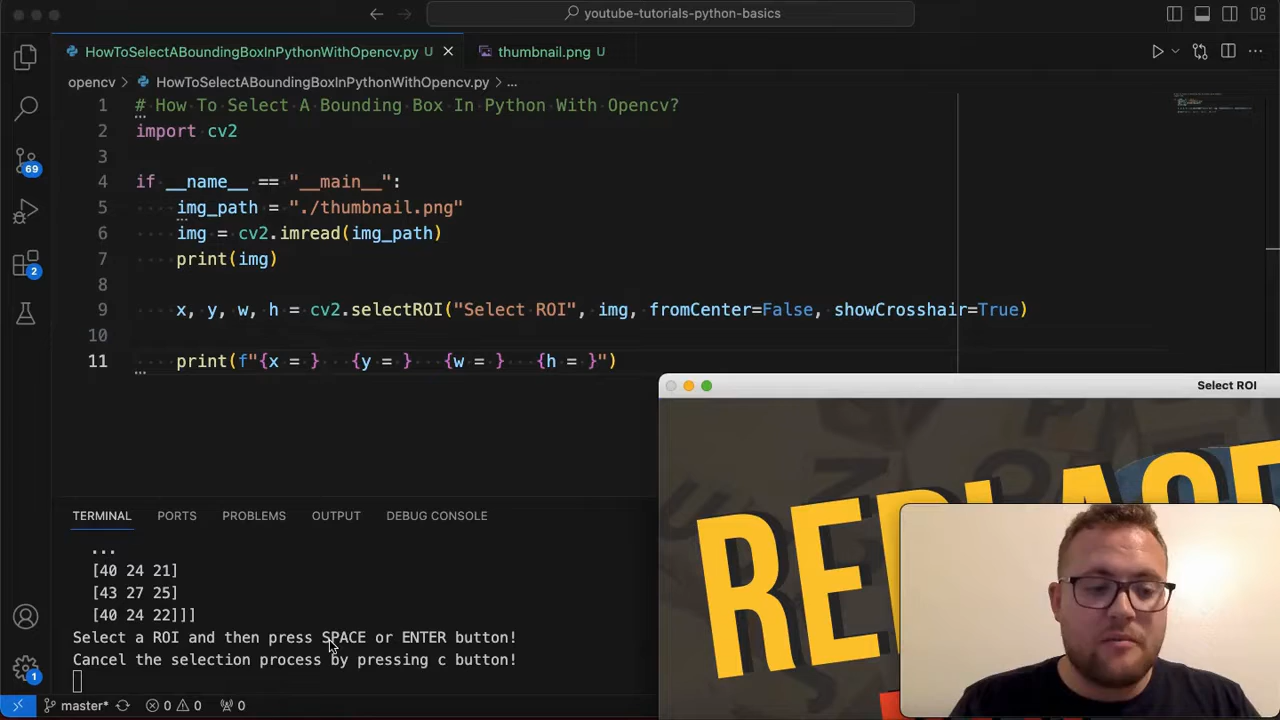 youtube-tutorials-python-basics
HowToSelectABoundingBoxInPythonWithOpencv.py U
thumbnail.png U
opencv > HowToSelectABoundingBoxInPythonWithOpencv.py > ...
1 # How To Select A Bounding Box In Python With Opencv?
2 import cv2
3
4 if __name__ == "__main__":
5 img_path = "./thumbnail.png"
6 img = cv2.imread(img_path)
7 print(img)
8
9 x, y, w, h = cv2.selectROI("Select ROI", img, fromCenter=False, showCrosshair=True)
10
11 print(f"{x = } {y = } {w = } {h = }")
69
2
1
Select ROI
REPLACE
TERMINAL PORTS PROBLEMS OUTPUT DEBUG CONSOLE
...
[40 24 21]
[43 27 25]
[40 24 22]]]
Select a ROI and then press SPACE or ENTER button!
Cancel the selection process by pressing c button!
master* 0 0 0